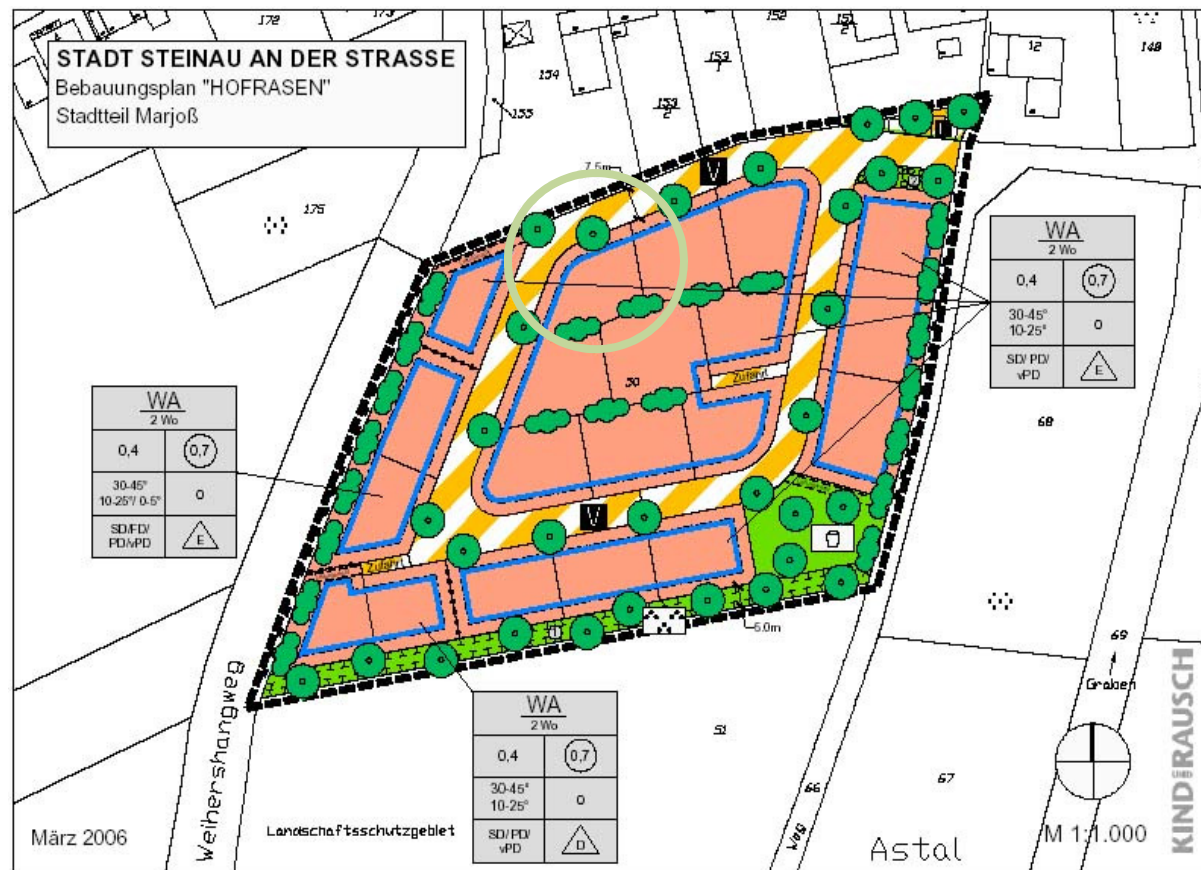 172
173
152
151
2
STADT STEINAU AN DER STRASSE
Bebauungsplan "HOFRASEN"
Stadtteil Marjoß
154
153
1
12
148
155
153
2
7.5m
V
175
WA
2 Wo
0,4
0,7
30-45°
10-25°
o
SD/ PD/
vPD
E
50
Zufahrt
WA
2 Wo
0,4
0,7
30-45°
10-25°/ 0-5°
o
SD/FD/
PD/vPD
E
68
V
Zufahrt
5.0m
69
Graben
WA
2 Wo
0,4
0,7
30-45°
10-25°
o
SD/ PD/
vPD
D
51
Weihershangweg
Landschaftsschutzgebiet
66
Weg
67
Astal
März 2006
M 1:1.000
KIND UND RAUSCH